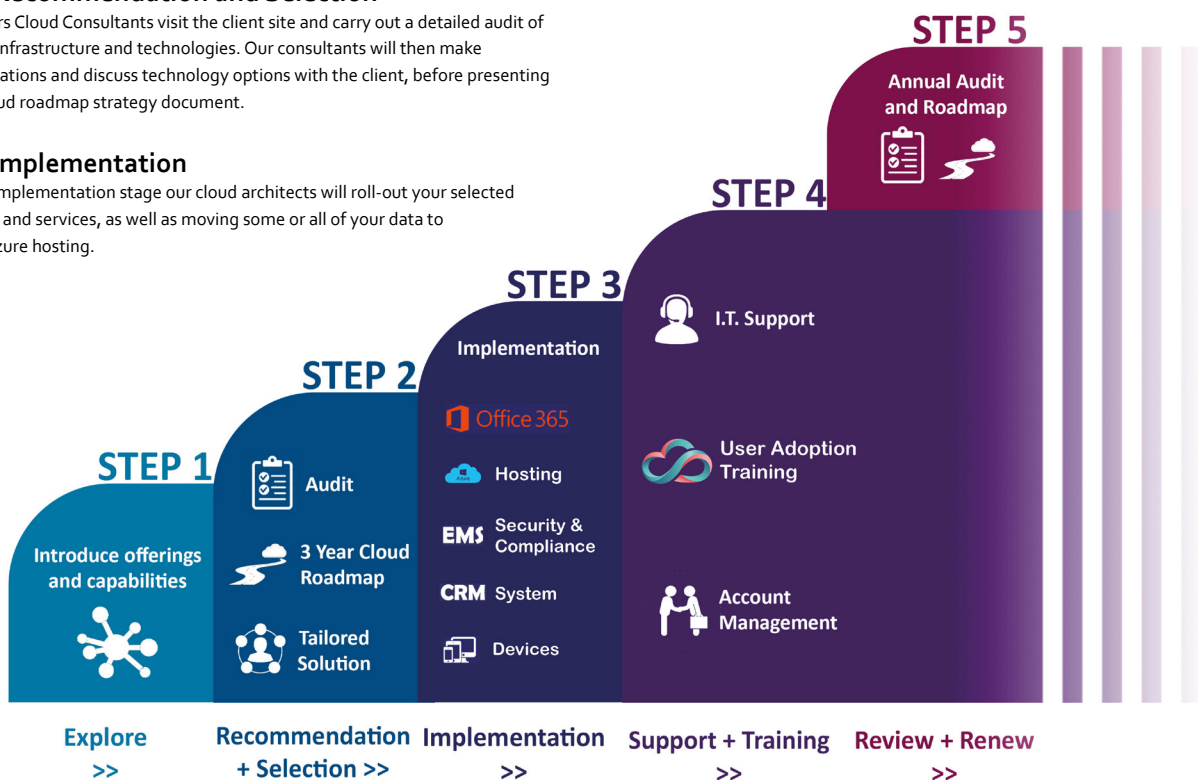 Recommendation and Selection
rs Cloud Consultants visit the client site and carry out a detailed audit of
nfrastructure and technologies. Our consultants will then make
ations and discuss technology options with the client, before presenting
ud roadmap strategy document.
mplementation
mplementation stage our cloud architects will roll-out your selected
and services, as well as moving some or all of your data to
zure hosting.
STEP 1
Introduce offerings
and capabilities
STEP 2
Audit
3 Year Cloud
Roadmap
Tailored
Solution
STEP 3
Implementation
Office 365
Azure
Hosting
EMS Security &
Compliance
CRM System
Devices
STEP 4
I.T. Support
User Adoption
Training
Account
Management
STEP 5
Annual Audit
and Roadmap
Explore
>>
Recommendation
+ Selection >>
Implementation
>>
Support + Training
>>
Review + Renew
>>